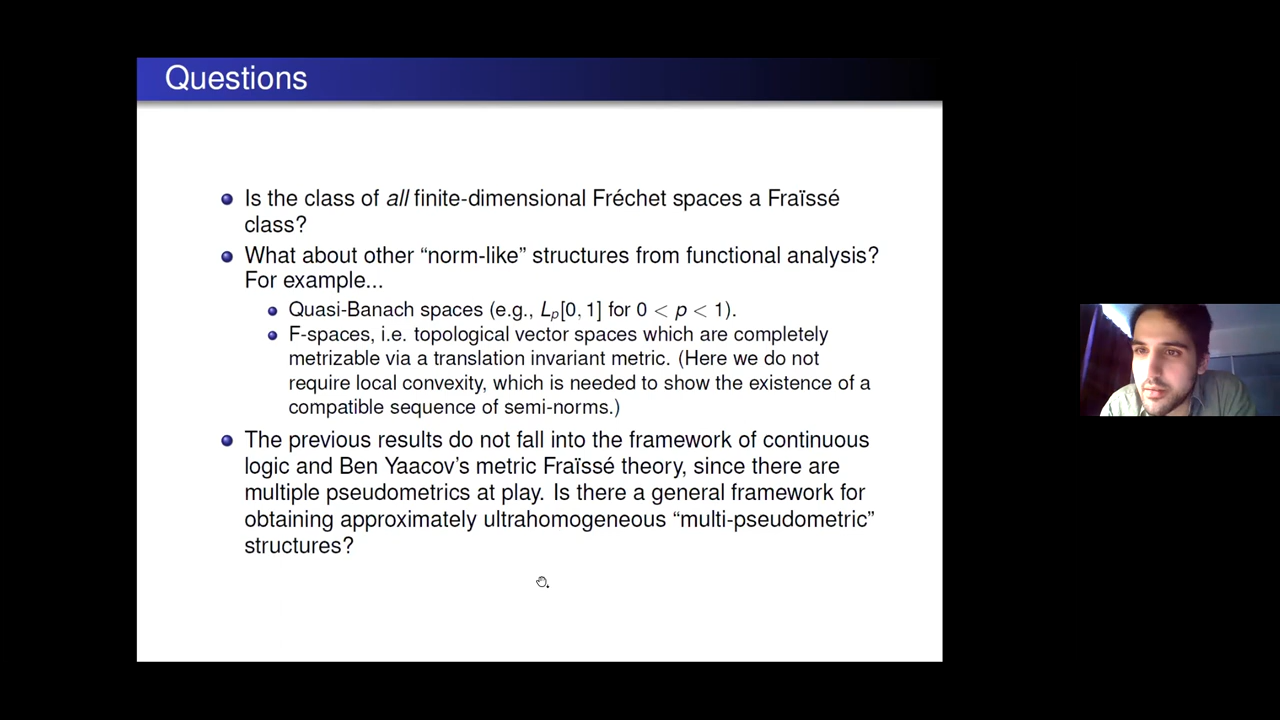 Questions
Is the class of all finite-dimensional Fréchet spaces a Fraïssé
class?
What about other “norm-like” structures from functional analysis?
For example...
Quasi-Banach spaces (e.g., Lp[0, 1] for 0 < p < 1).
F-spaces, i.e. topological vector spaces which are completely
metrizable via a translation invariant metric. (Here we do not
require local convexity, which is needed to show the existence of a
compatible sequence of semi-norms.)
The previous results do not fall into the framework of continuous
logic and Ben Yaacov’s metric Fraïssé theory, since there are
multiple pseudometrics at play. Is there a general framework for
obtaining approximately ultrahomogeneous “multi-pseudometric”
structures?